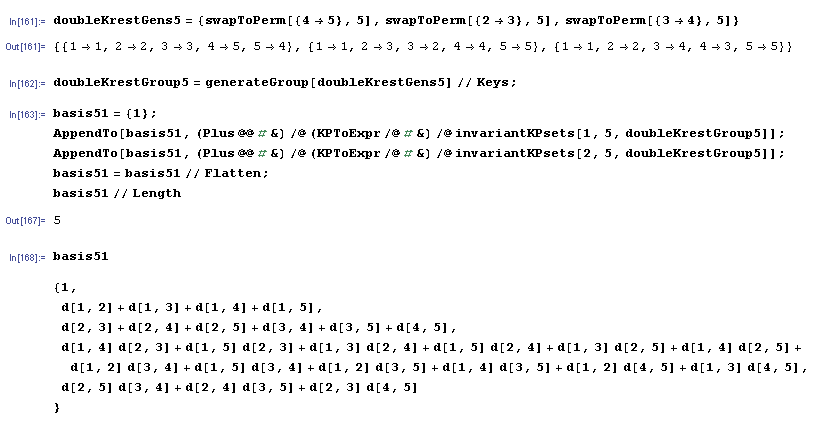 In[161]:= doubleKrestGens5 = {swapToPerm[{4→5}, 5], swapToPerm[{2→3}, 5], swapToPerm[{3→4}, 5]}
Out[161]= {{1→1, 2→2, 3→3, 4→5, 5→4}, {1→1, 2→3, 3→2, 4→4, 5→5}, {1→1, 2→2, 3→4, 4→3, 5→5}}
In[162]:= doubleKrestGroup5 = generateGroup[doubleKrestGens5] // Keys;
In[163]:= basis51 = {1};
AppendTo[basis51, (Plus@@#&) /@ (KPToExpr/@#&) /@ invariantKPsets[1, 5, doubleKrestGroup5]];
AppendTo[basis51, (Plus@@#&) /@ (KPToExpr/@#&) /@ invariantKPsets[2, 5, doubleKrestGroup5]];
basis51 = basis51 // Flatten;
basis51 // Length
Out[167]= 5
In[168]:= basis51
{1,
d[1, 2] + d[1, 3] + d[1, 4] + d[1, 5],
d[2, 3] + d[2, 4] + d[2, 5] + d[3, 4] + d[3, 5] + d[4, 5],
d[1, 4] d[2, 3] + d[1, 5] d[2, 3] + d[1, 3] d[2, 4] + d[1, 5] d[2, 4] + d[1, 3] d[2, 5] + d[1, 4] d[2, 5] +
d[1, 2] d[3, 4] + d[1, 5] d[3, 4] + d[1, 2] d[3, 5] + d[1, 4] d[3, 5] + d[1, 2] d[4, 5] + d[1, 3] d[4, 5],
d[2, 5] d[3, 4] + d[2, 4] d[3, 5] + d[2, 3] d[4, 5]
}